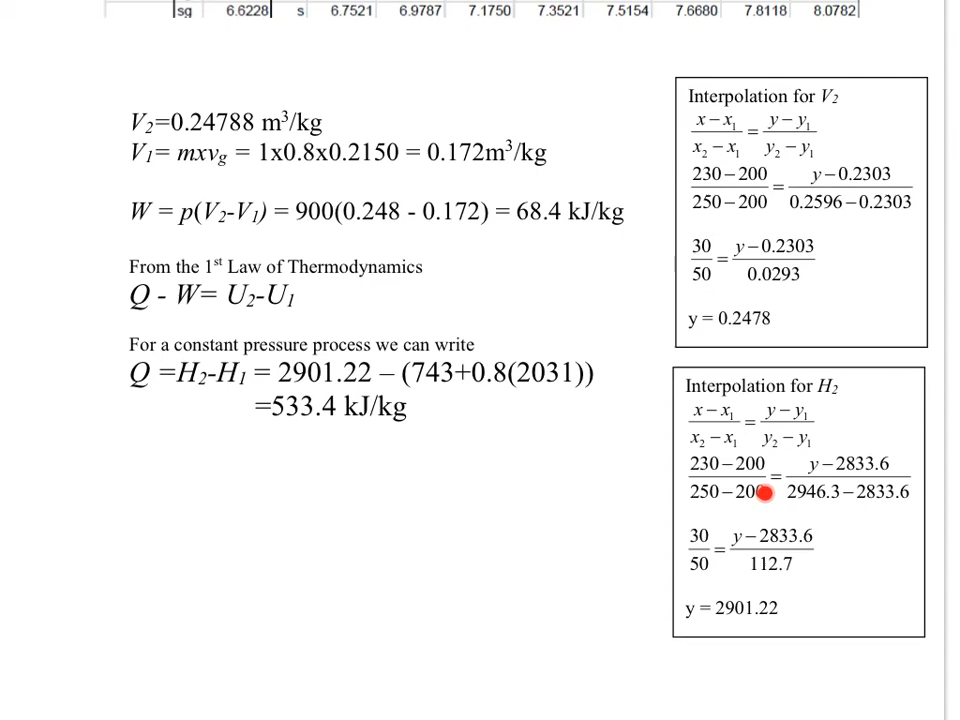 sg 6.6228 s 6.7521 6.9787 7.1750 7.3521 7.5154 7.6680 7.8118 8.0782
V2=0.24788 m³/kg
V1= mxvg = 1x0.8x0.2150 = 0.172m³/kg
W = p(V2-V1) = 900(0.248 - 0.172) = 68.4 kJ/kg
From the 1st Law of Thermodynamics
Q - W= U2-U1
For a constant pressure process we can write
Q =H2-H1 = 2901.22 – (743+0.8(2031))
=533.4 kJ/kg
Interpolation for V2
x − x1 / x2 − x1 = y − y1 / y2 − y1
230 − 200 / 250 − 200 = y − 0.2303 / 0.2596 − 0.2303
30 / 50 = y − 0.2303 / 0.0293
y = 0.2478
Interpolation for H2
x − x1 / x2 − x1 = y − y1 / y2 − y1
230 − 200 / 250 − 200 = y − 2833.6 / 2946.3 − 2833.6
30 / 50 = y − 2833.6 / 112.7
y = 2901.22